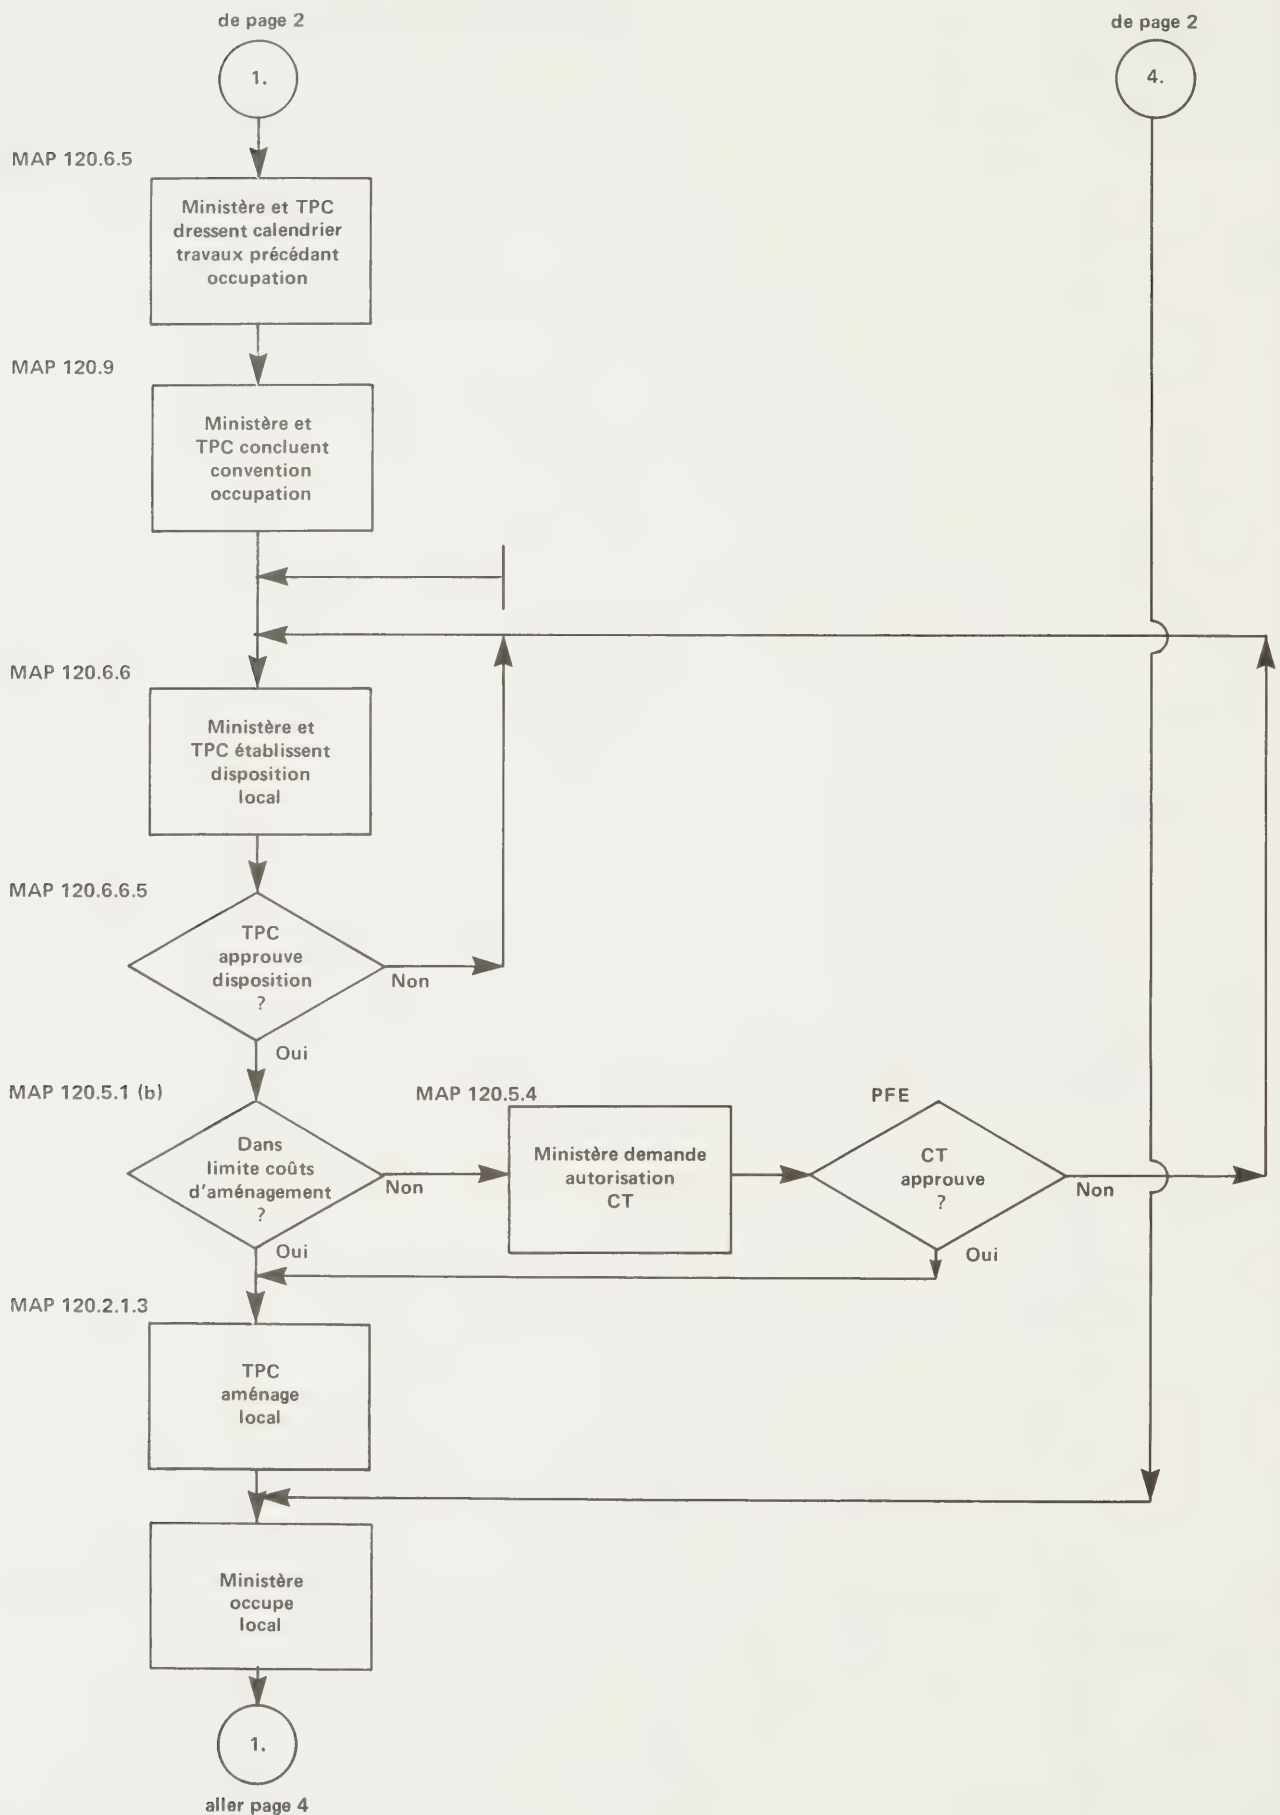 de page 2
de page 2
1.
4.
MAP 120.6.5
Ministère et TPC
dressent calendrier
travaux précédant
occupation
MAP 120.9
Ministère et
TPC concluent
convention
occupation
MAP 120.6.6
Ministère et
TPC établissent
disposition
local
MAP 120.6.6.5
TPC
approuve
disposition
?
Non
Oui
MAP 120.5.1 (b)
Dans
limite coûts
d'aménagement
?
Non
Oui
MAP 120.5.4
Ministère demande
autorisation
CT
PFE
CT
approuve
?
Non
Oui
MAP 120.2.1.3
TPC
aménage
local
Ministère
occupe
local
1.
aller page 4